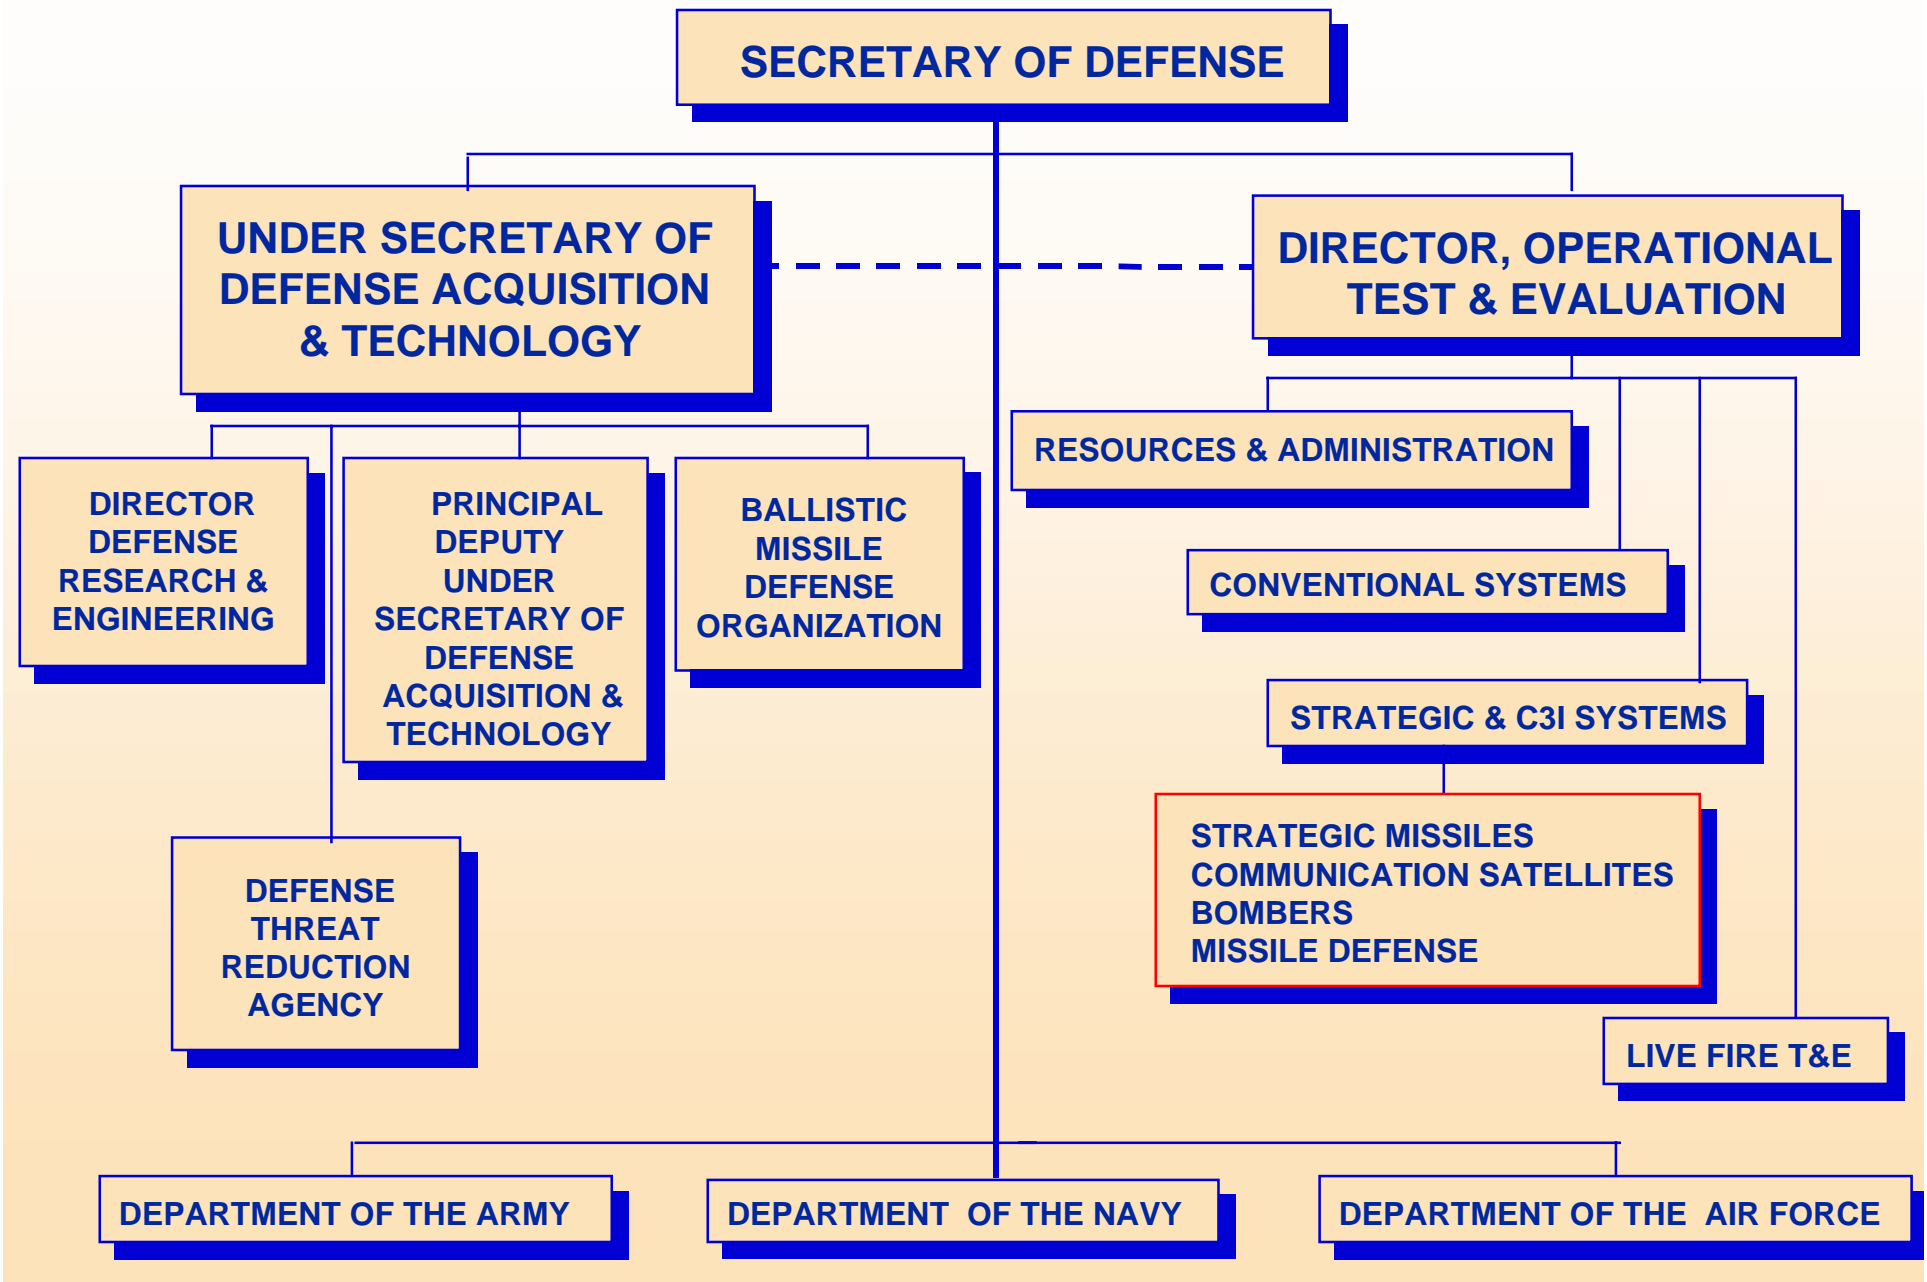 SECRETARY OF DEFENSE
UNDER SECRETARY OF
DEFENSE ACQUISITION
& TECHNOLOGY
DIRECTOR, OPERATIONAL
TEST & EVALUATION
DIRECTOR
DEFENSE
RESEARCH &
ENGINEERING
PRINCIPAL
DEPUTY
UNDER
SECRETARY OF
DEFENSE
ACQUISITION &
TECHNOLOGY
BALLISTIC
MISSILE
DEFENSE
ORGANIZATION
RESOURCES & ADMINISTRATION
CONVENTIONAL SYSTEMS
STRATEGIC & C3I SYSTEMS
STRATEGIC MISSILES
COMMUNICATION SATELLITES
BOMBERS
MISSILE DEFENSE
DEFENSE
THREAT
REDUCTION
AGENCY
LIVE FIRE T&E
DEPARTMENT OF THE ARMY
DEPARTMENT OF THE NAVY
DEPARTMENT OF THE AIR FORCE